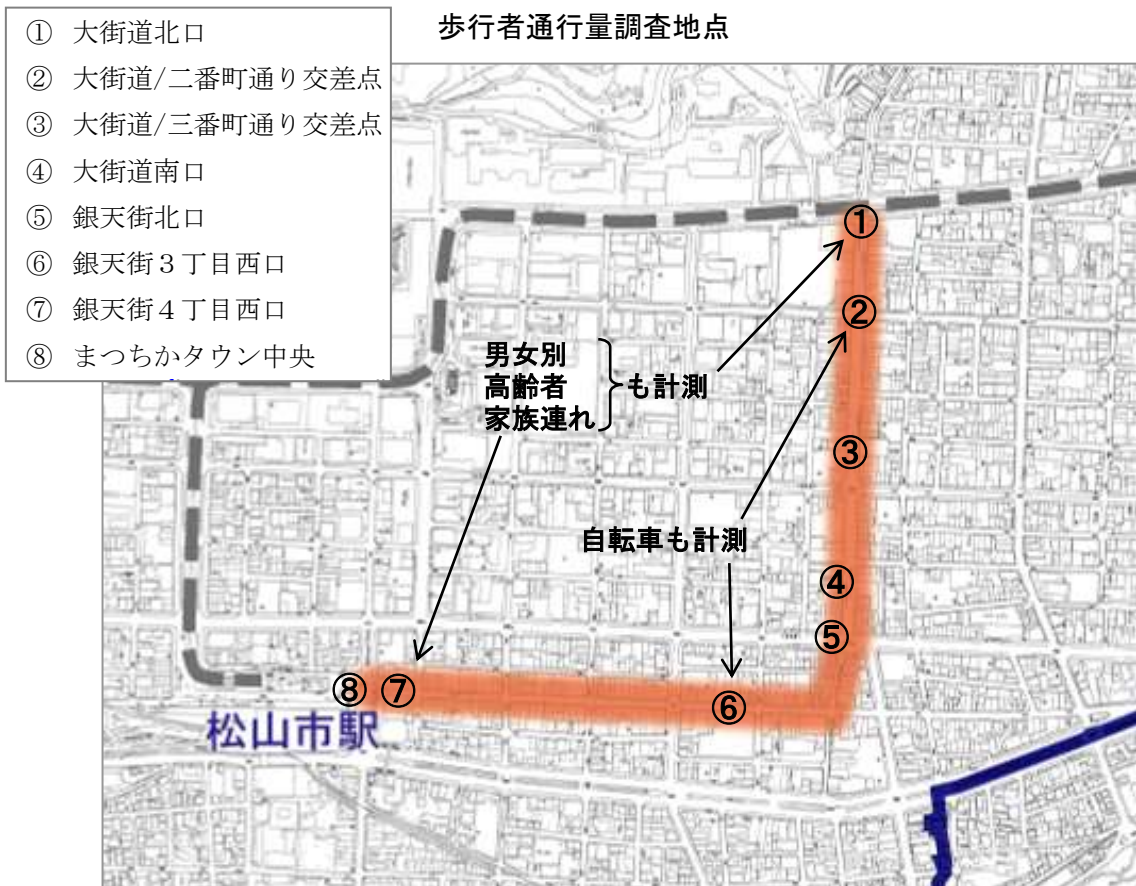 歩行者通行量調査地点
① 大街道北口
② 大街道/二番町通り交差点
③ 大街道/三番町通り交差点
④ 大街道南口
⑤ 銀天街北口
⑥ 銀天街3丁目西口
⑦ 銀天街4丁目西口
⑧ まつちかタウン中央
①
②
男女別
高齢者
家族連れ
も計測
③
自転車も計測
④
⑤
⑧ ⑦ ⑥
松山市駅